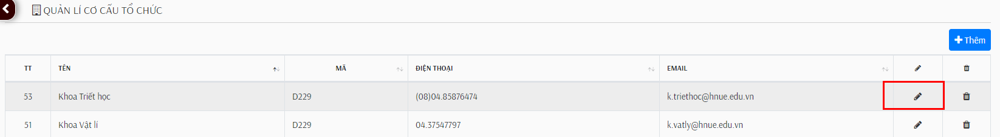 QUẢN LÍ CƠ CẤU TỔ CHỨC
Thêm
TT TÊN MÃ ĐIỆN THOẠI EMAIL
53 Khoa Triết học D229 (08)04.85876474 k.triethoc@hnue.edu.vn
51 Khoa Vật lí D229 04.37547797 k.vatly@hnue.edu.vn